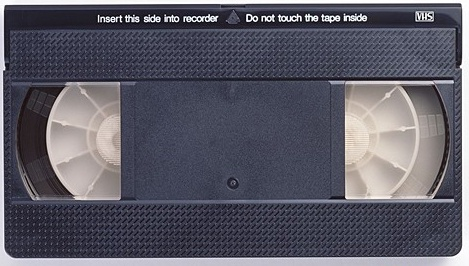 Insert this side into recorder Do not touch the tape inside VHS